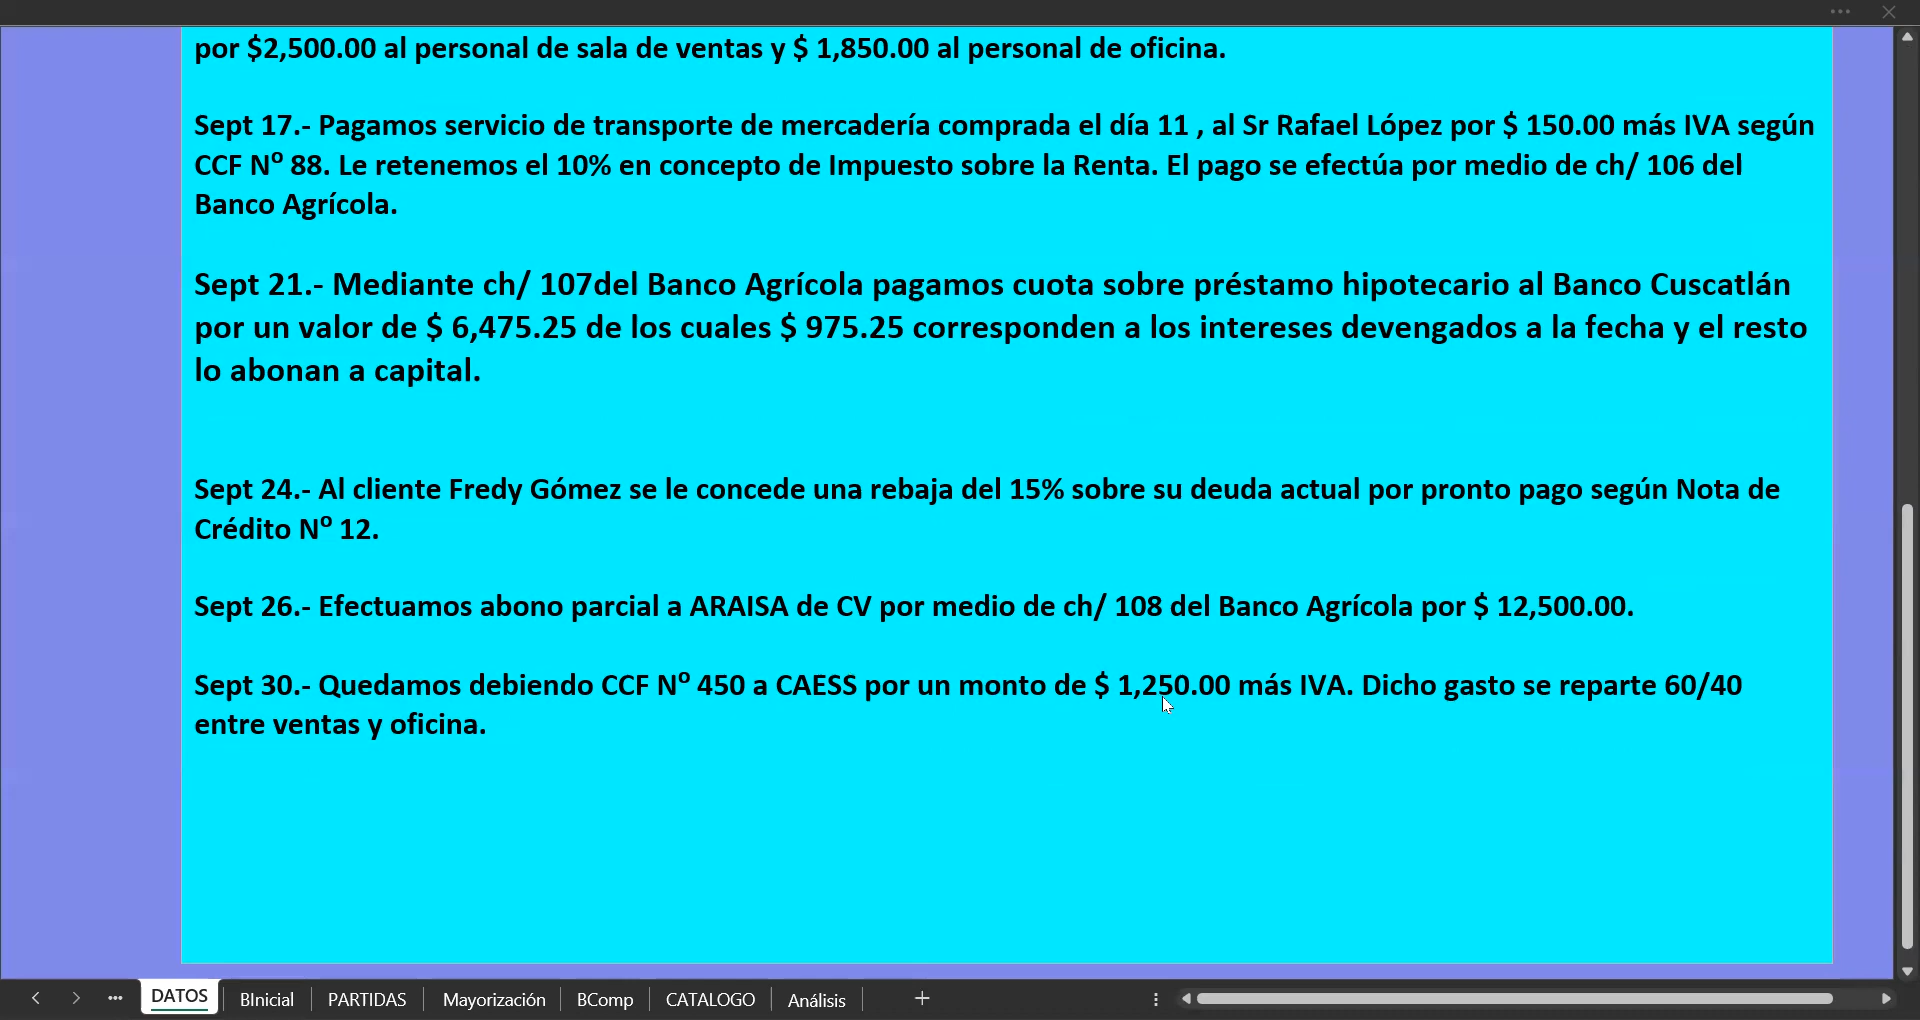 por $2,500.00 al personal de sala de ventas y $ 1,850.00 al personal de oficina.
Sept 17.- Pagamos servicio de transporte de mercadería comprada el día 11 , al Sr Rafael López por $ 150.00 más IVA según
CCF Nº 88. Le retenemos el 10% en concepto de Impuesto sobre la Renta. El pago se efectúa por medio de ch/ 106 del
Banco Agrícola.
Sept 21.- Mediante ch/ 107del Banco Agrícola pagamos cuota sobre préstamo hipotecario al Banco Cuscatlán
por un valor de $ 6,475.25 de los cuales $ 975.25 corresponden a los intereses devengados a la fecha y el resto
lo abonan a capital.
Sept 24.- Al cliente Fredy Gómez se le concede una rebaja del 15% sobre su deuda actual por pronto pago según Nota de
Crédito Nº 12.
Sept 26.- Efectuamos abono parcial a ARAISA de CV por medio de ch/ 108 del Banco Agrícola por $ 12,500.00.
Sept 30.- Quedamos debiendo CCF Nº 450 a CAESS por un monto de $ 1,250.00 más IVA. Dicho gasto se reparte 60/40
entre ventas y oficina.
DATOS BInicial PARTIDAS Mayorización BComp CATALOGO Análisis